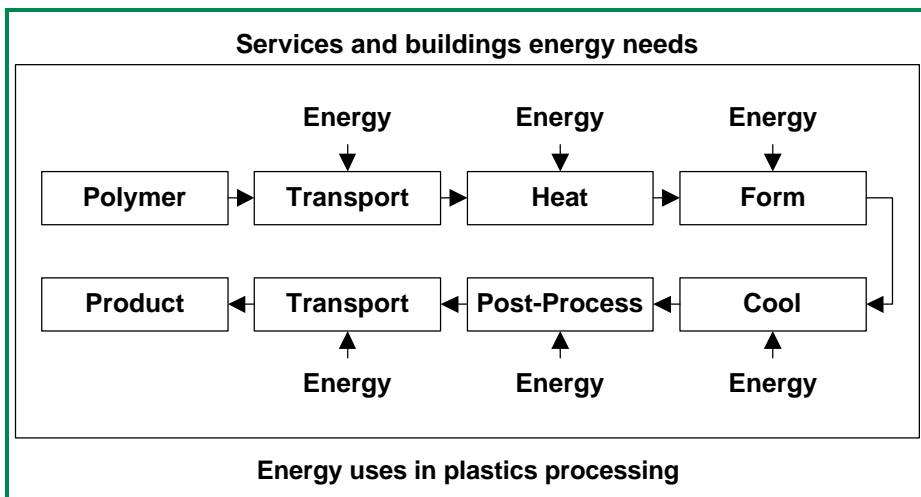 Services and buildings energy needs
Energy Energy Energy
Polymer Transport Heat Form
Product Transport Post-Process Cool
Energy Energy Energy
Energy uses in plastics processing